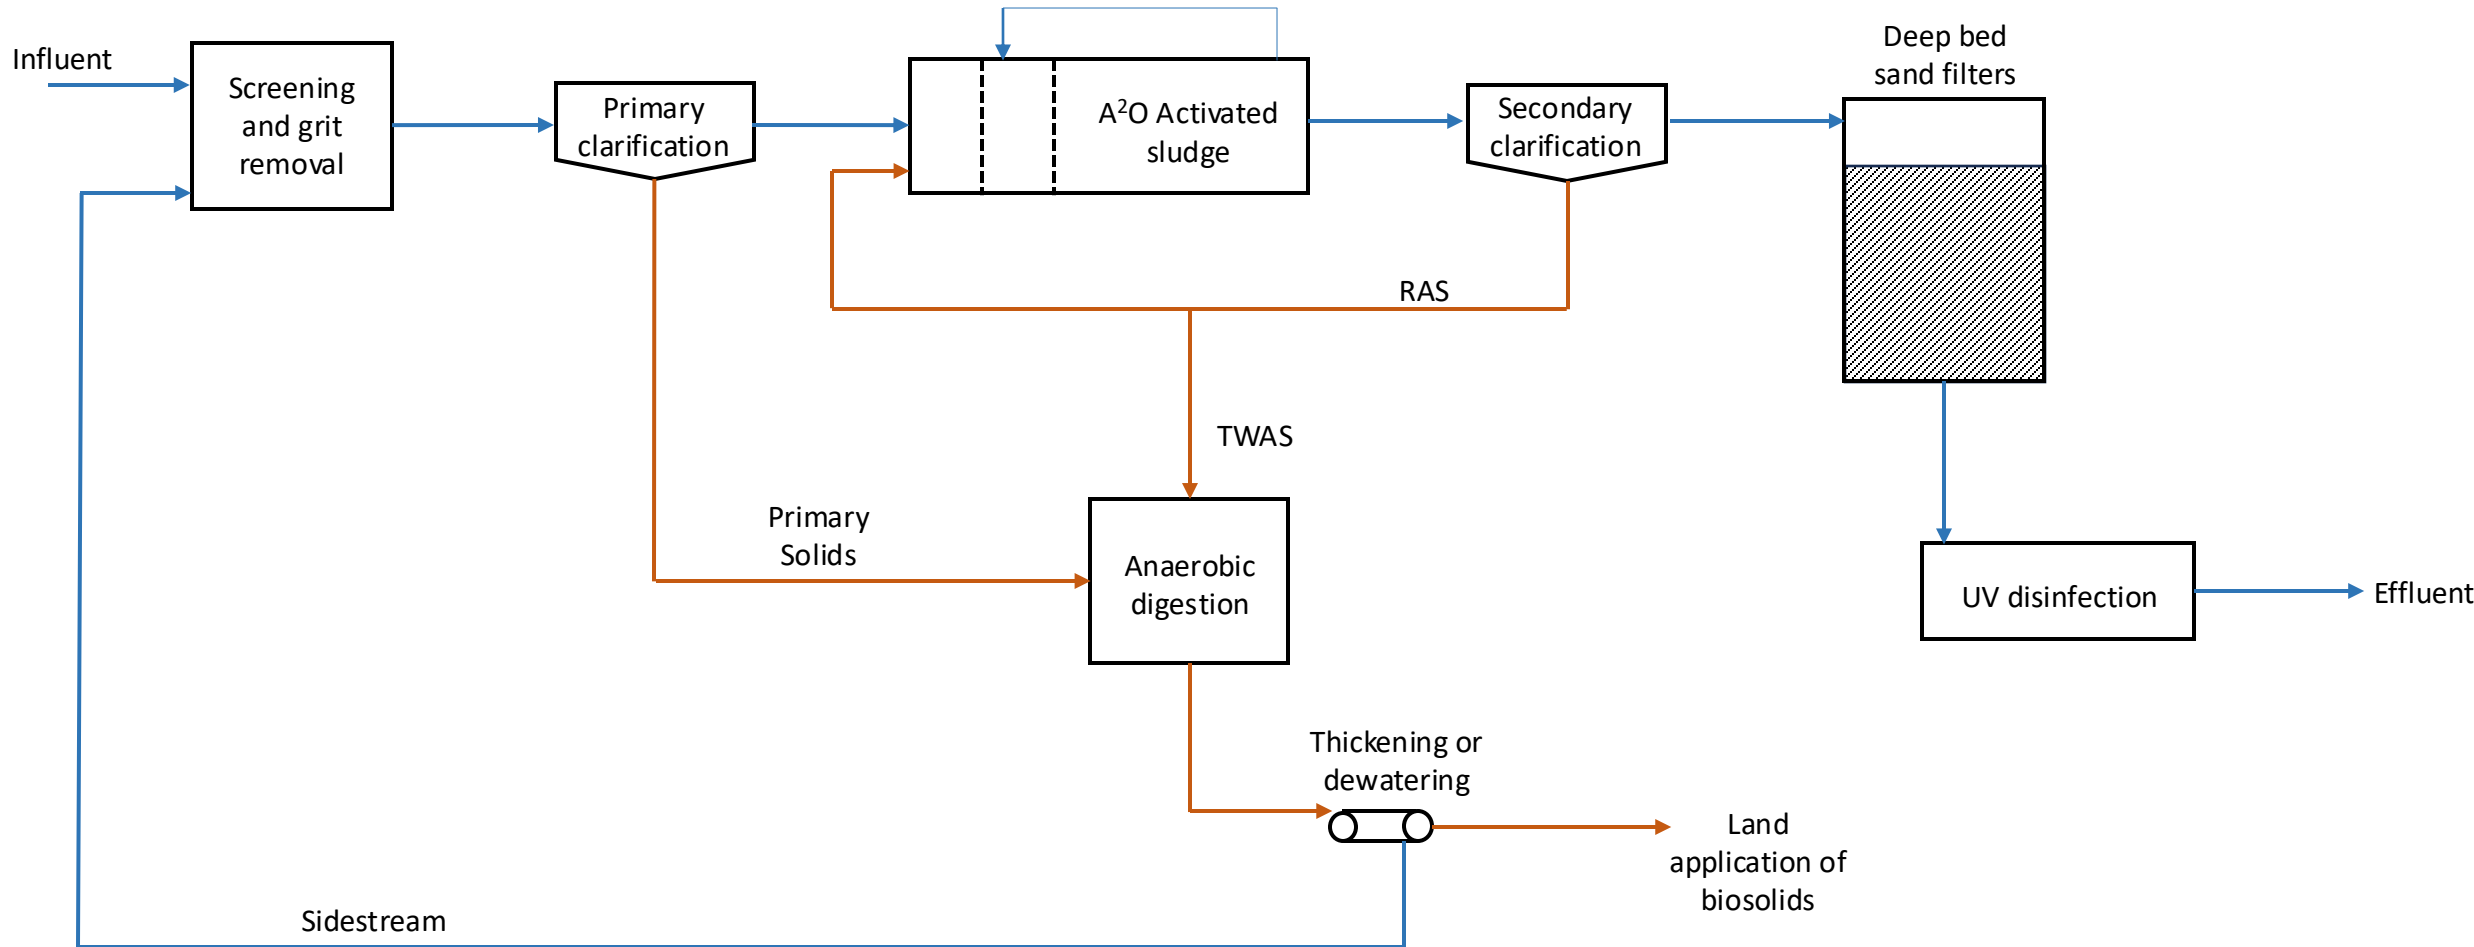 Influent
Screening
and grit
removal
Primary
clarification
A²O Activated
sludge
Secondary
clarification
Deep bed
sand filters
RAS
TWAS
Primary
Solids
Anaerobic
digestion
UV disinfection
Effluent
Thickening or
dewatering
Land
application of
biosolids
Sidestream